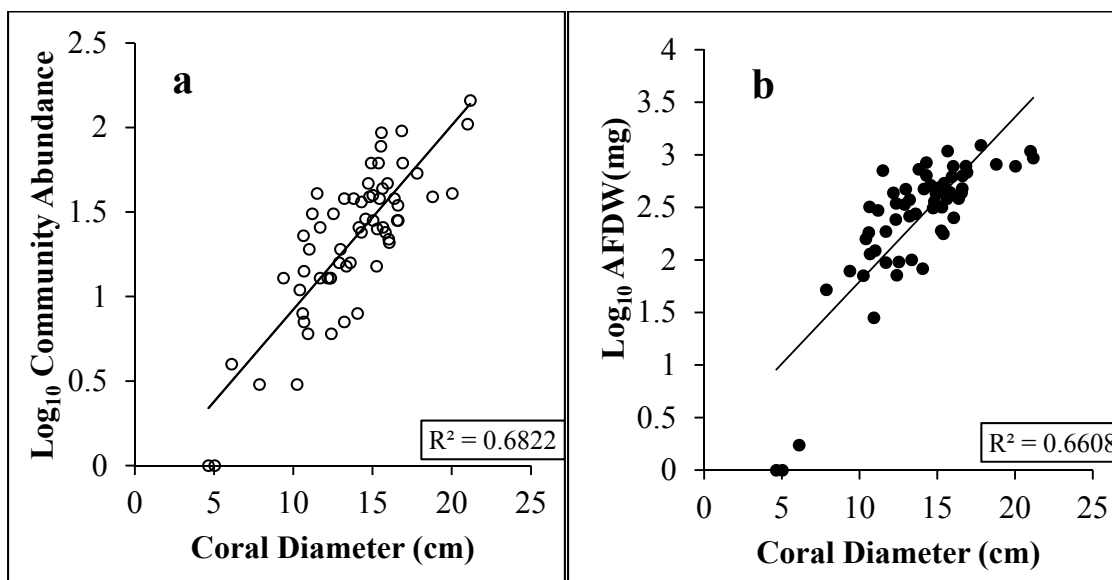 a
Log₁₀ Community Abundance
2.5
2
1.5
1
0.5
0
0 5 10 15 20 25
Coral Diameter (cm)
R² = 0.6822
b
Log₁₀ AFDW(mg)
4
3.5
3
2.5
2
1.5
1
0.5
0
0 5 10 15 20 25
Coral Diameter (cm)
R² = 0.6608